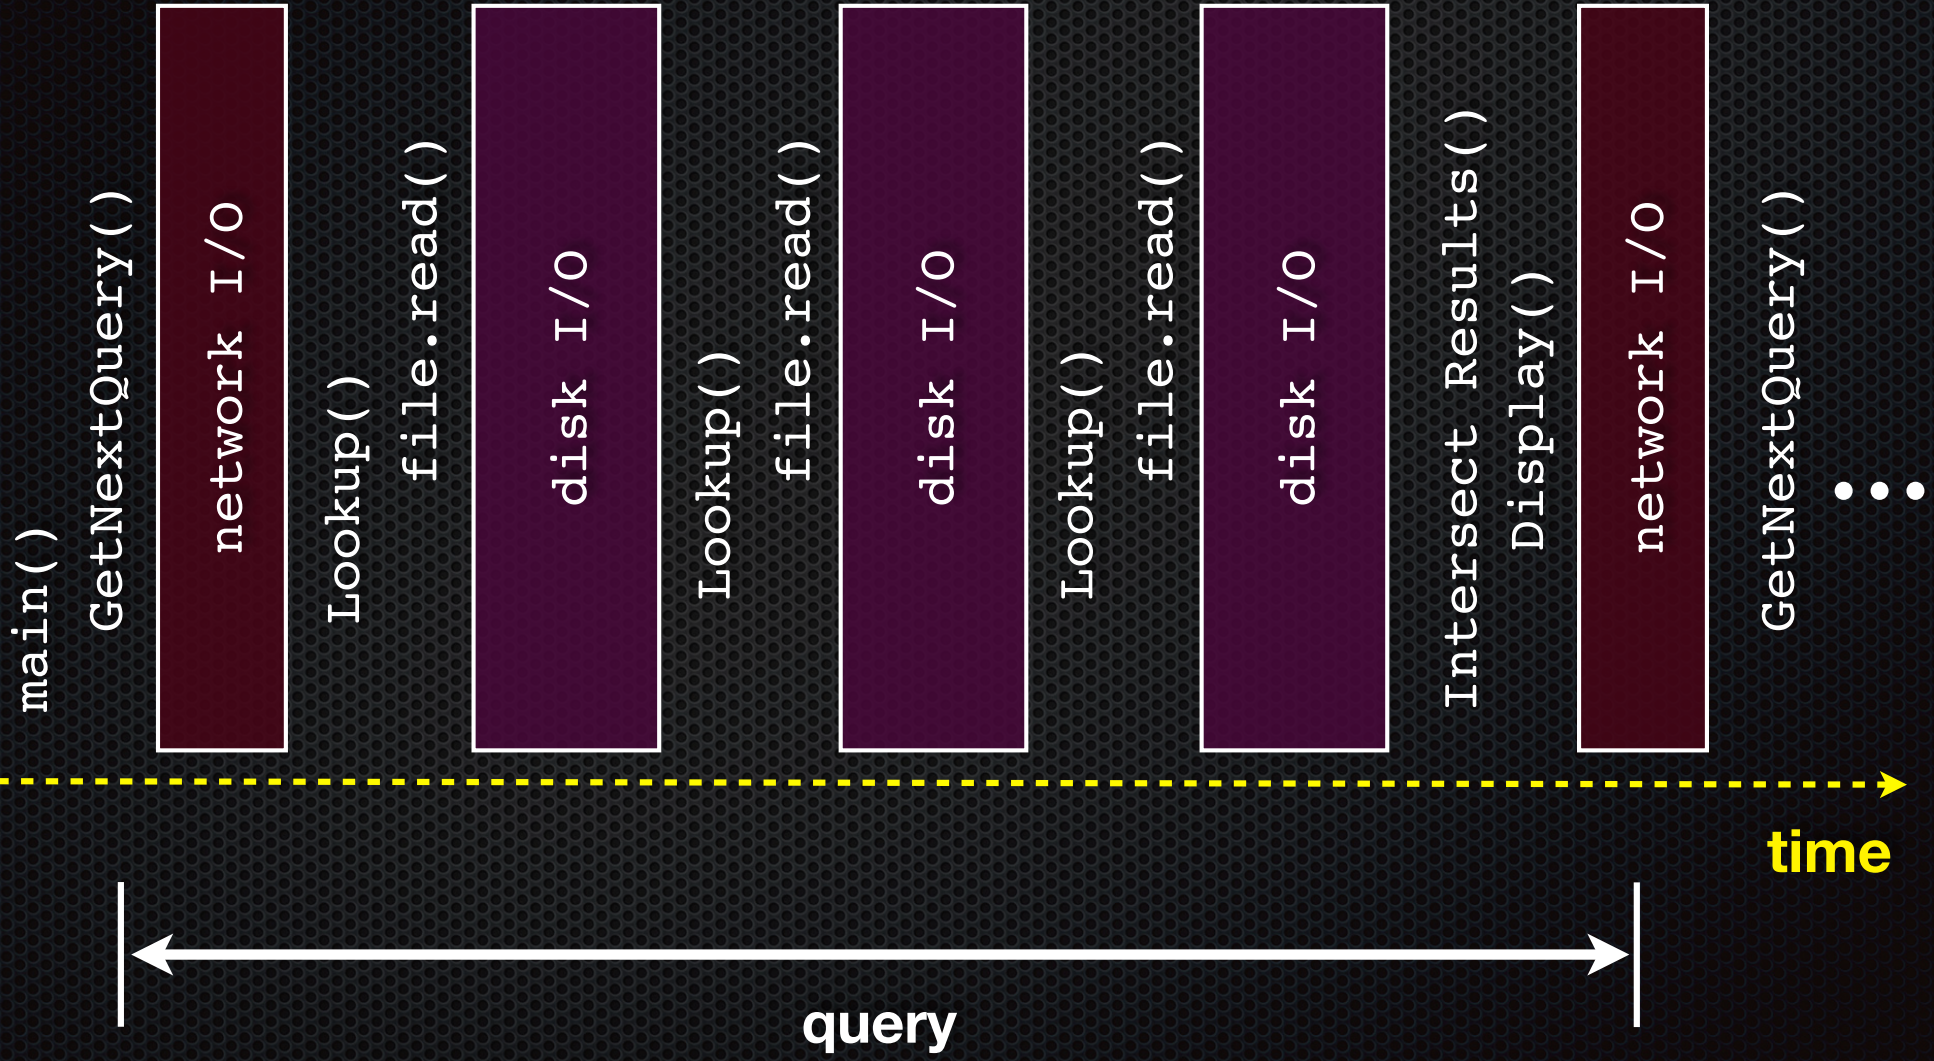 main()
GetNextQuery()
network I/O
Lookup()
file.read()
disk I/O
Lookup()
file.read()
disk I/O
Lookup()
file.read()
disk I/O
Intersect Results()
Display()
network I/O
GetNextQuery()
...
time
query